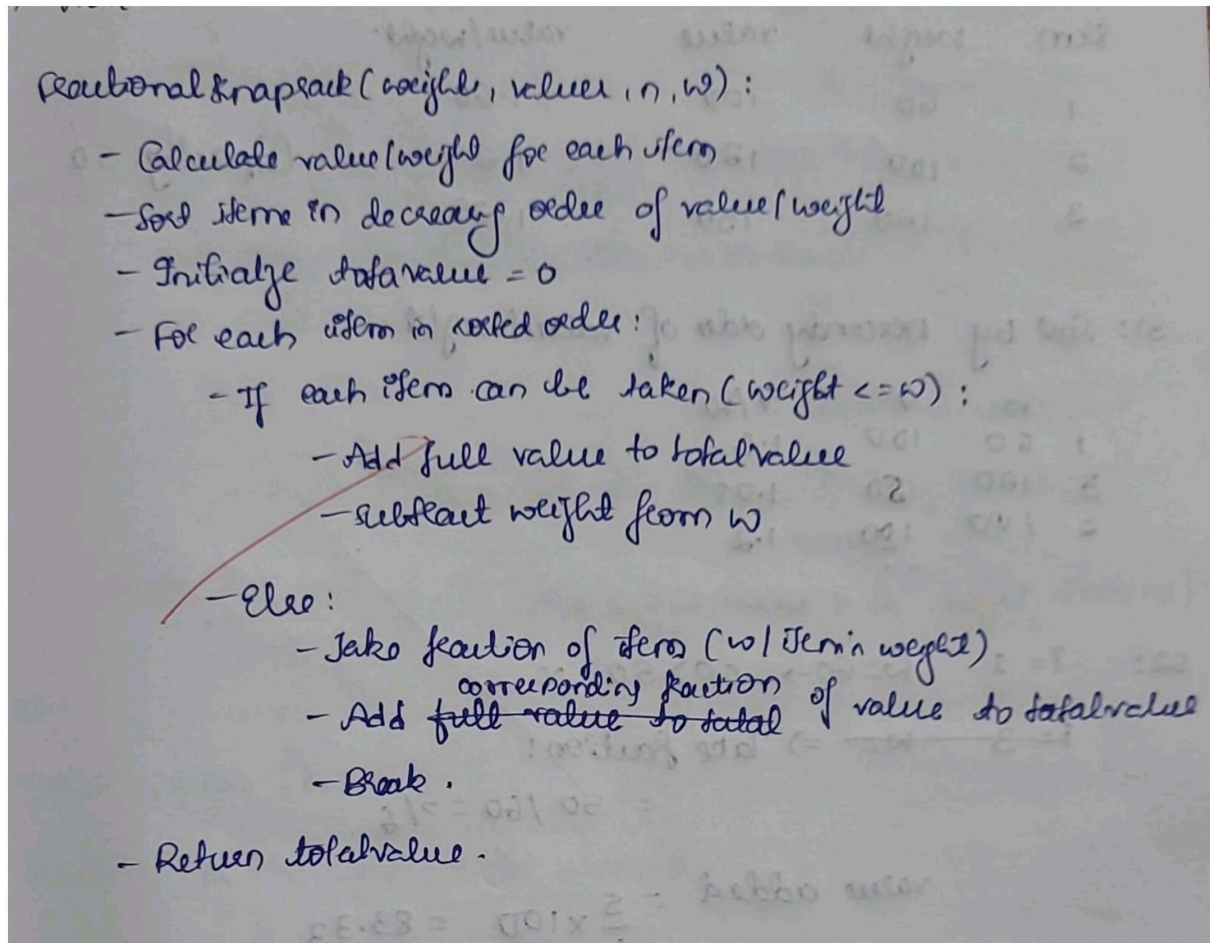 Fractional Knapsack (weight, values, n, w):
- Calculate value/weight for each item
- Sort items in decreasing order of value/weight
- Initialize totalvalue = 0
- For each item in sorted order:
- If each item can be taken (weight <= w):
- Add full value to totalvalue
- subtract weight from w
- Else:
- Take fraction of item (w/item's weight)
corresponding fraction
- Add full value to total of value to totalvalue
- Break.
- Return totalvalue.